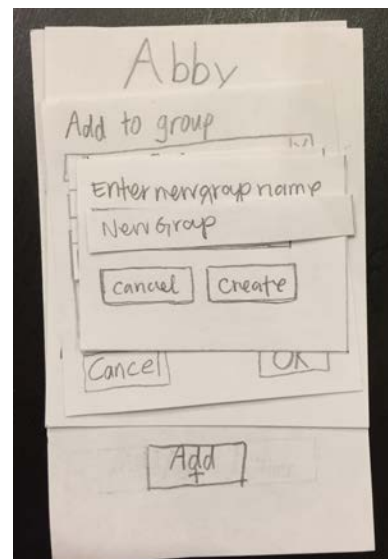 Abby
Add to group
Enter new group name
New Group
cancel Create
Cancel OK
Add
+